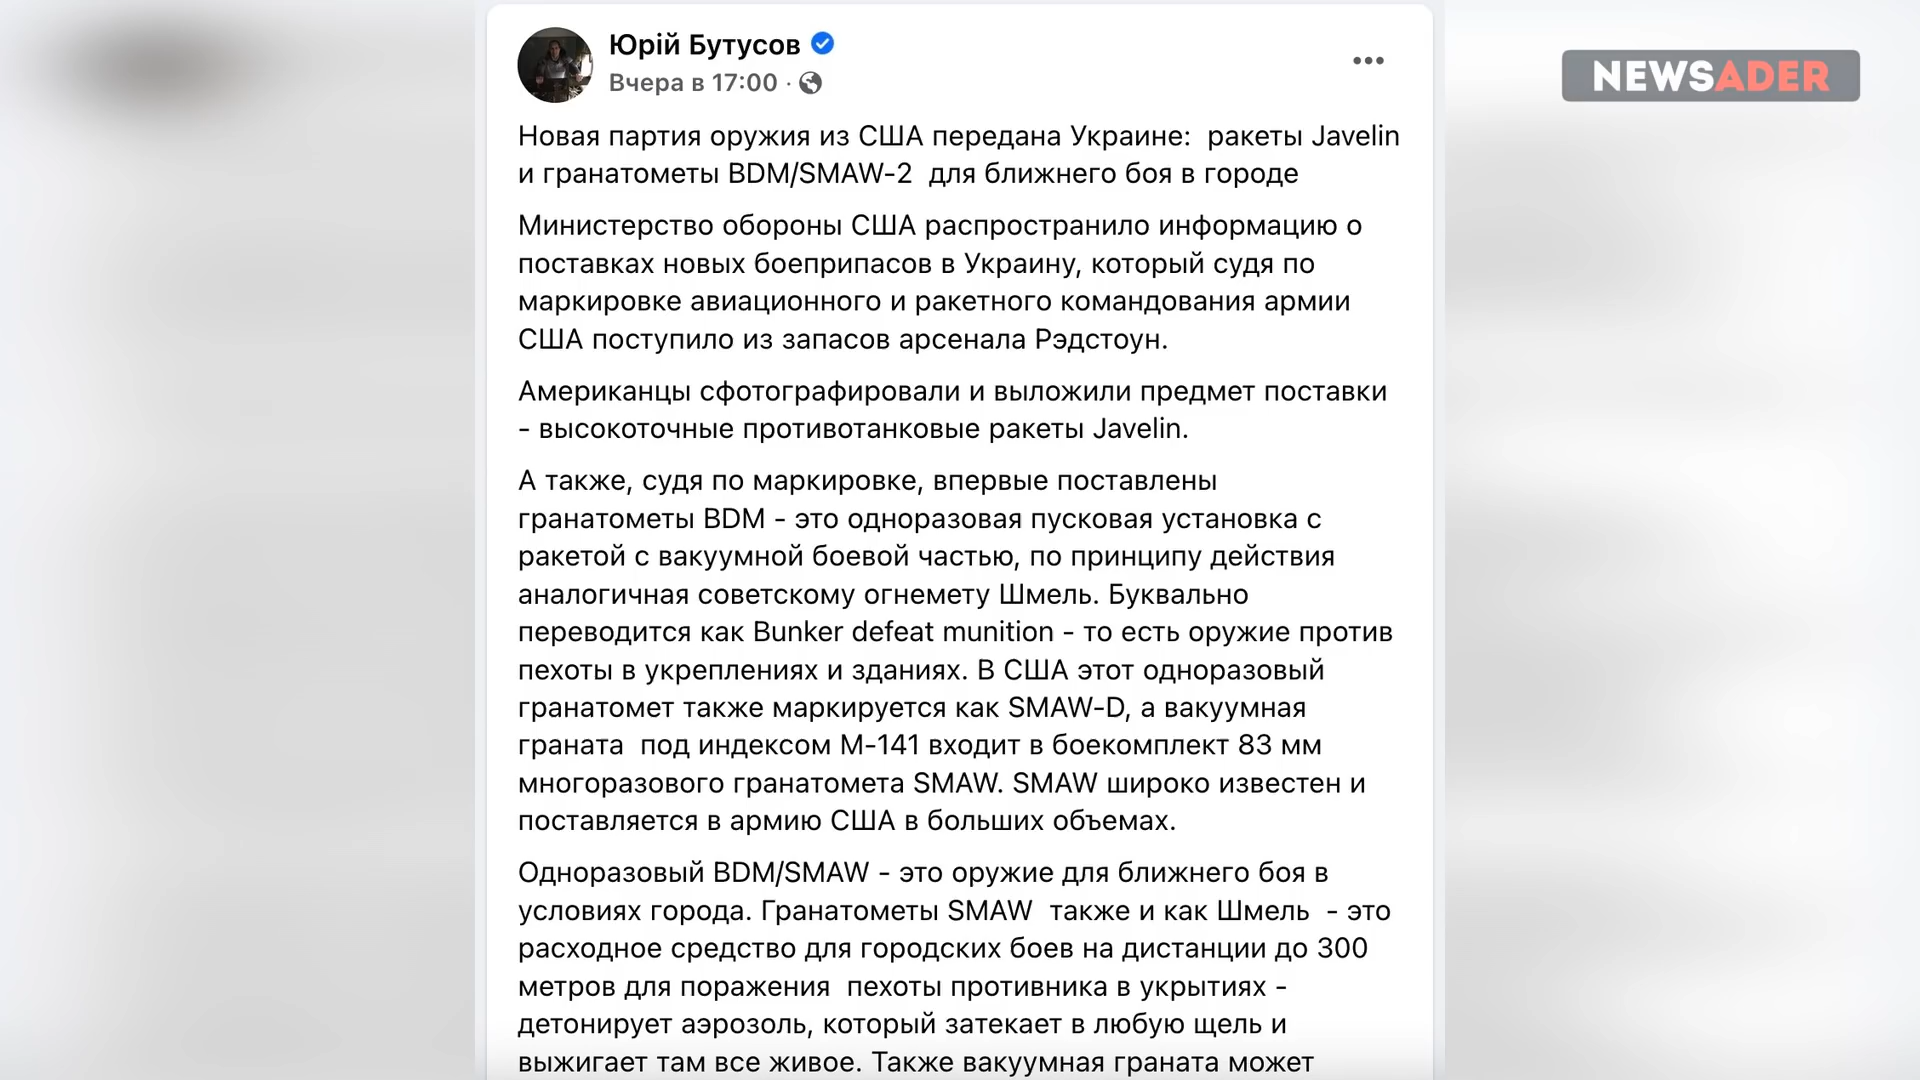 Юрій Бутусов
Вчера в 17:00 ·
NEWSADER
Новая партия оружия из США передана Украине: ракеты Javelin
и гранатометы BDM/SMAW-2 для ближнего боя в городе
Министерство обороны США распространило информацию о
поставках новых боеприпасов в Украину, который судя по
маркировке авиационного и ракетного командования армии
США поступило из запасов арсенала Рэдстоун.
Американцы сфотографировали и выложили предмет поставки
- высокоточные противотанковые ракеты Javelin.
А также, судя по маркировке, впервые поставлены
гранатометы BDM - это одноразовая пусковая установка с
ракетой с вакуумной боевой частью, по принципу действия
аналогичная советскому огнемету Шмель. Буквально
переводится как Bunker defeat munition - то есть оружие против
пехоты в укреплениях и зданиях. В США этот одноразовый
гранатомет также маркируется как SMAW-D, а вакуумная
граната под индексом М-141 входит в боекомплект 83 мм
многоразового гранатомета SMAW. SMAW широко известен и
поставляется в армию США в больших объемах.
Одноразовый BDM/SMAW - это оружие для ближнего боя в
условиях города. Гранатометы SMAW также и как Шмель - это
расходное средство для городских боев на дистанции до 300
метров для поражения пехоты противника в укрытиях -
детонирует аэрозоль, который затекает в любую щель и
выжигает там все живое. Также вакуумная граната может